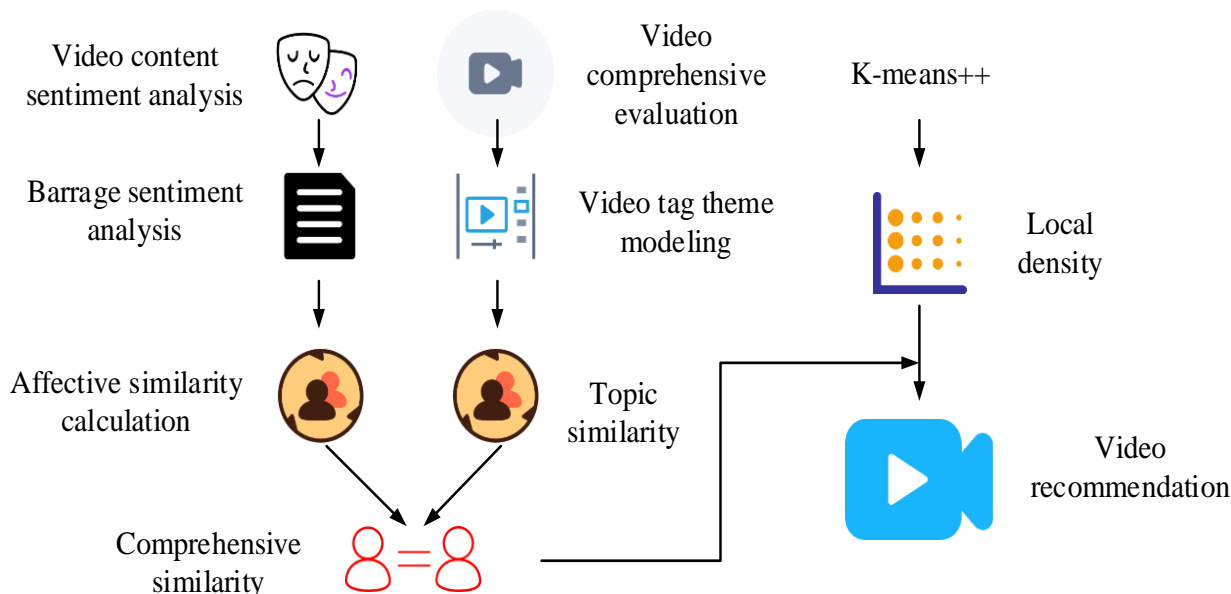 Video content
sentiment analysis
Video
comprehensive
evaluation
K-means++
Barrage sentiment
analysis
Video tag theme
modeling
Local
density
Affective similarity
calculation
Topic
similarity
Video
recommendation
Comprehensive
similarity